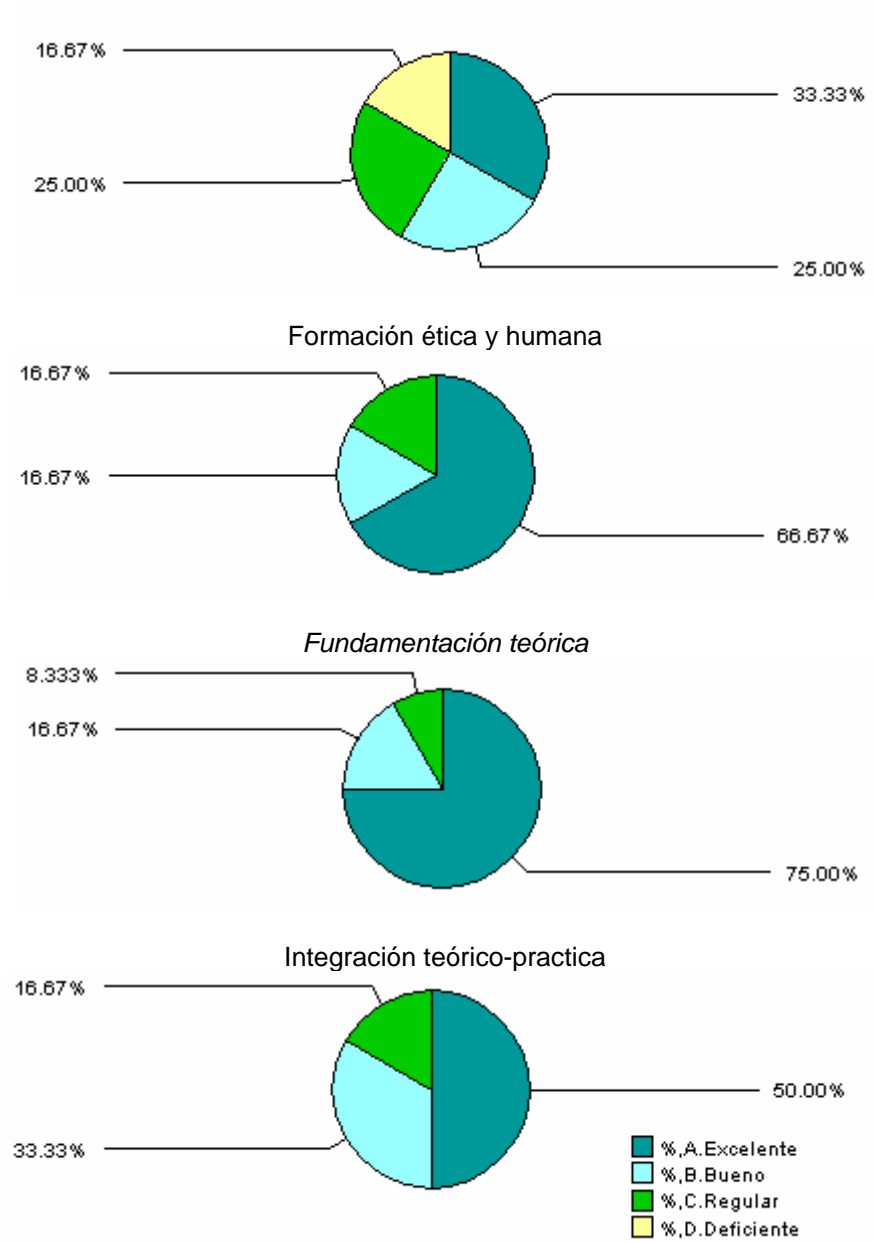 16.67%
33.33%
25.00%
25.00%
Formación ética y humana
16.67%
16.67%
66.67%
Fundamentación teórica
8.333%
16.67%
75.00%
Integración teórico-practica
16.67%
50.00%
33.33%
%,A.Excelente
%,B.Bueno
%,C.Regular
%,D.Deficiente